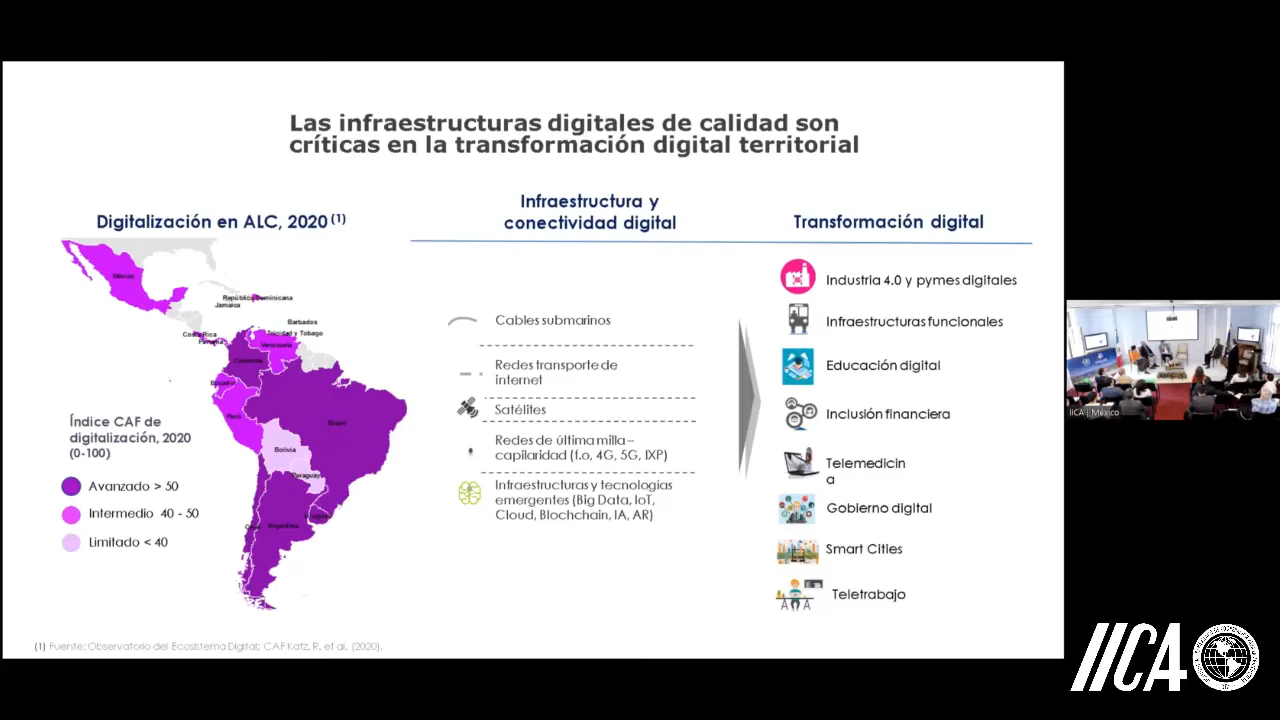 Las infraestructuras digitales de calidad son
críticas en la transformación digital territorial
Digitalización en ALC, 2020 (1)
México
República Dominicana
Jamaica
Barbados
Costa Rica
Trinidad y Tobago
Panamá
Venezuela
Colombia
Ecuador
Perú
Brasil
Bolivia
Paraguay
Uruguay
Chile
Argentina
Índice CAF de
digitalización, 2020
(0-100)
Avanzado > 50
Intermedio 40 - 50
Limitado < 40
Infraestructura y
conectividad digital
Cables submarinos
Redes transporte de
internet
Satélites
Redes de última milla –
capilaridad (f.o, 4G, 5G, IXP)
Infraestructuras y tecnologías
emergentes (Big Data, IoT,
Cloud, Blochchain, IA, AR)
Transformación digital
Industria 4.0 y pymes digitales
Infraestructuras funcionales
Educación digital
Inclusión financiera
Telemedicin
a
Gobierno digital
Smart Cities
Teletrabajo
(1) Fuente: Observatorio del Ecosistema Digital; CAF Katz, R. et al. (2020).
IICA | México
IICA